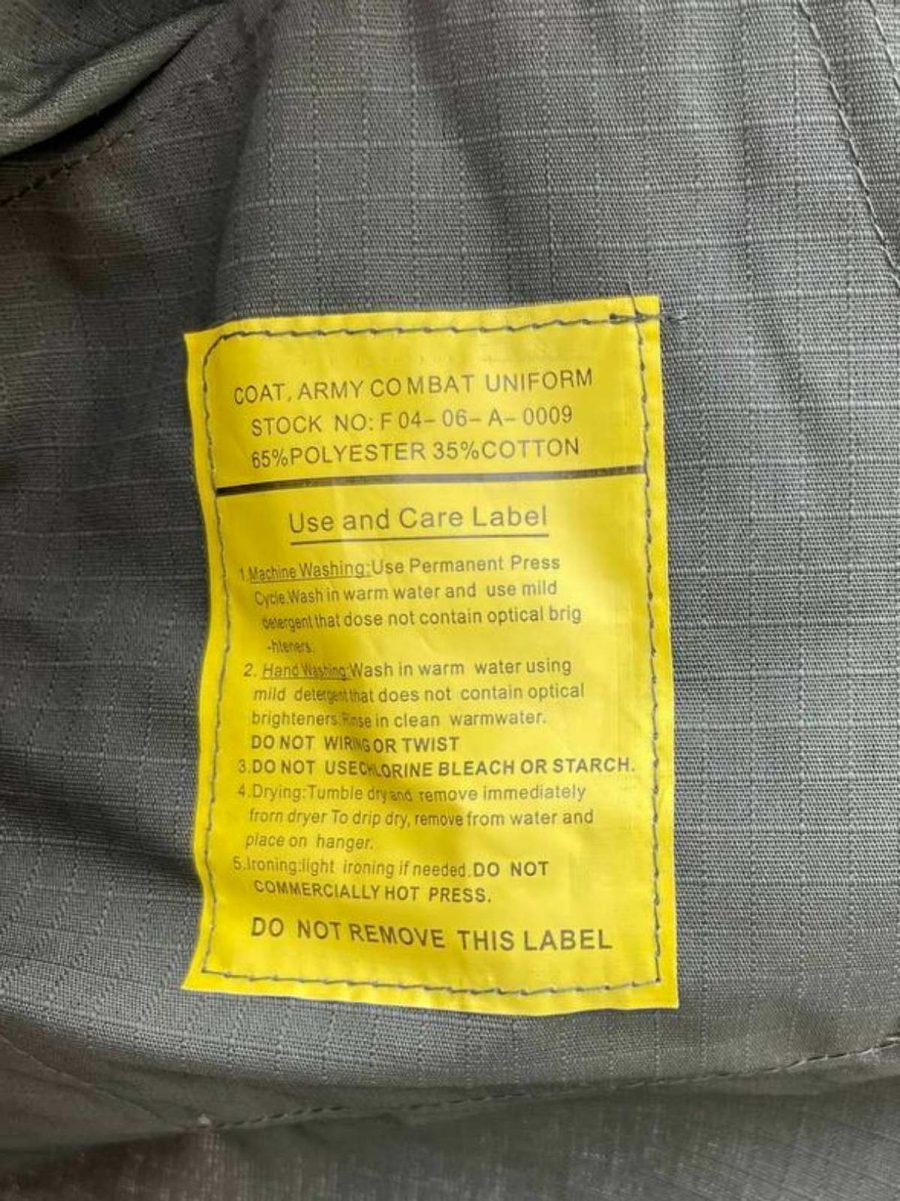 COAT, ARMY COMBAT UNIFORM
STOCK NO: F 04-06-A-0009
65%POLYESTER 35%COTTON
Use and Care Label
1.Machine Washing:Use Permanent Press
Cycle.Wash in warm water and use mild
detergent that dose not contain optical brig
-hteners.
2. Hand Washing:Wash in warm water using
mild detergent that does not contain optical
brighteners.Rinse in clean warmwater.
DO NOT WIRING OR TWIST
3.DO NOT USECHLORINE BLEACH OR STARCH.
4.Drying:Tumble dry and remove immediately
frorn dryer To drip dry, remove from water and
place on hanger.
5.Ironing:light ironing if needed.DO NOT
COMMERCIALLY HOT PRESS.
DO NOT REMOVE THIS LABEL